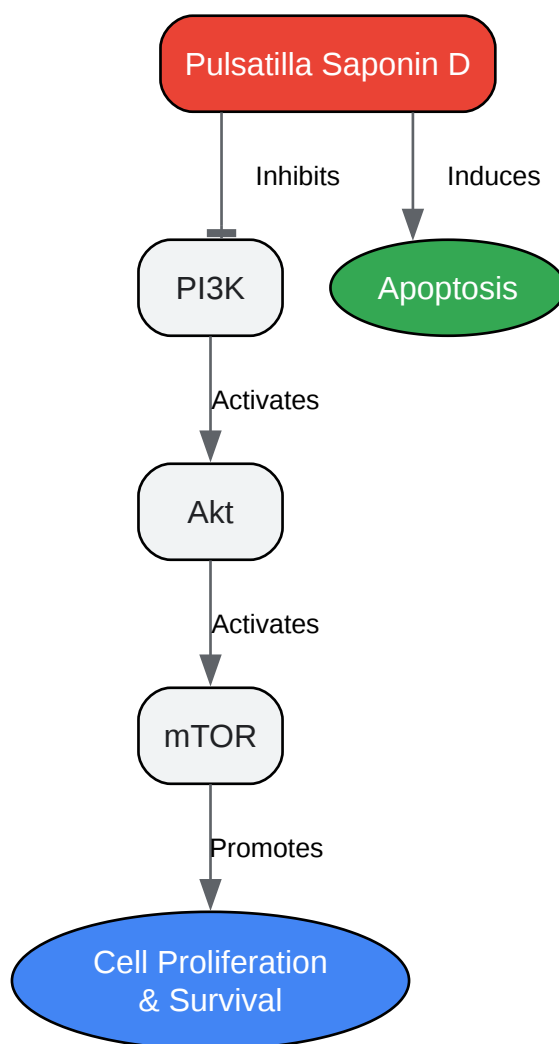 Pulsatilla Saponin D
Inhibits
Induces
PI3K
Apoptosis
Activates
Akt
Activates
mTOR
Promotes
Cell Proliferation
& Survival